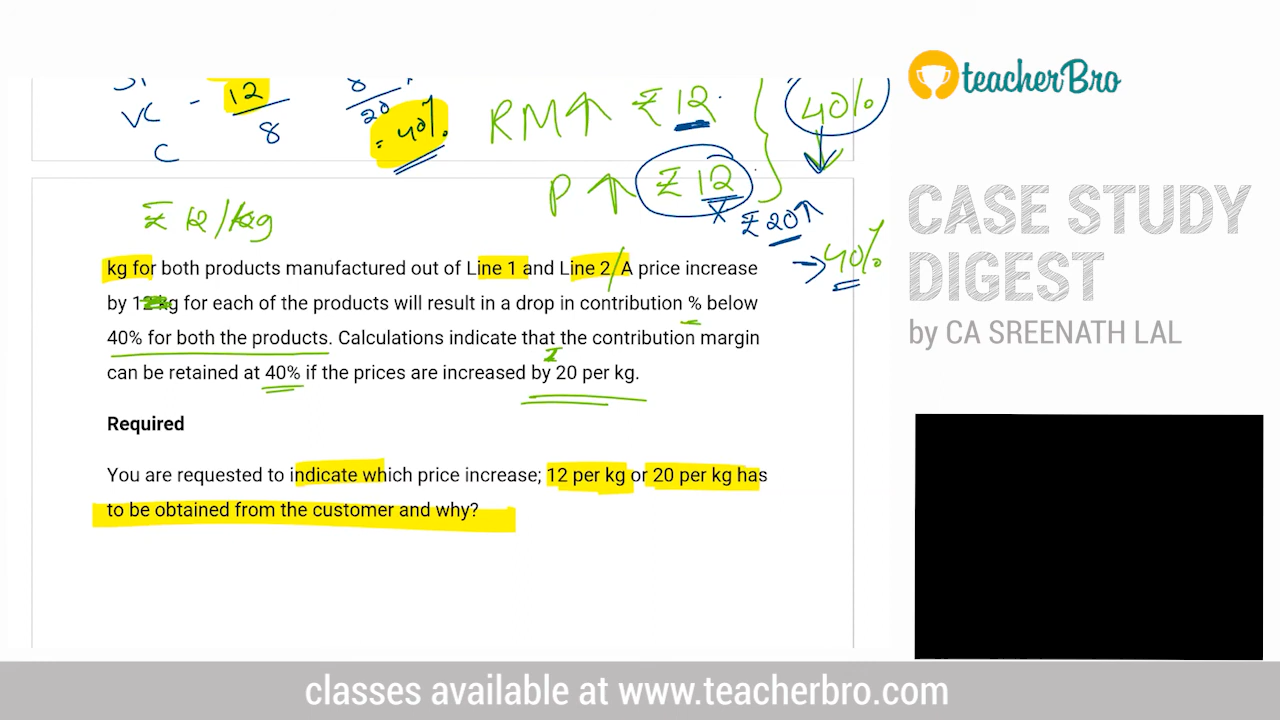 VC - 12
8
C
8
20
= 40%
RM ↑ ₹ 12
40%
P ↑ ₹ 12
₹ 20 ↑
→ 40%
₹ 12/kg
teacherBro
CASE STUDY
DIGEST
by CA SREENATH LAL
kg for both products manufactured out of Line 1 and Line 2/A price increase
by 12 kg for each of the products will result in a drop in contribution % below
40% for both the products. Calculations indicate that the contribution margin
can be retained at 40% if the prices are increased by ₹ 20 per kg.
Required
You are requested to indicate which price increase; 12 per kg or 20 per kg has
to be obtained from the customer and why?
classes available at www.teacherbro.com